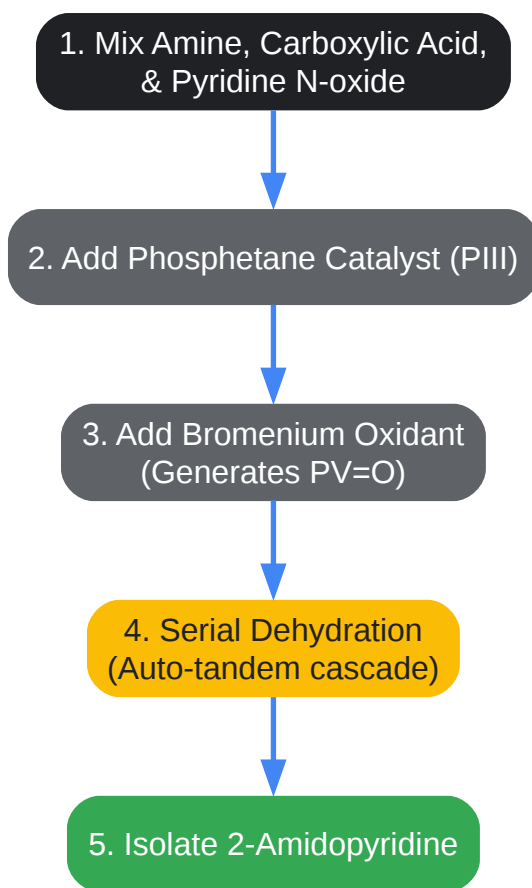 1. Mix Amine, Carboxylic Acid,
& Pyridine N-oxide
2. Add Phosphetane Catalyst (PIII)
3. Add Bromenium Oxidant
(Generates PV=O)
4. Serial Dehydration
(Auto-tandem cascade)
5. Isolate 2-Amidopyridine